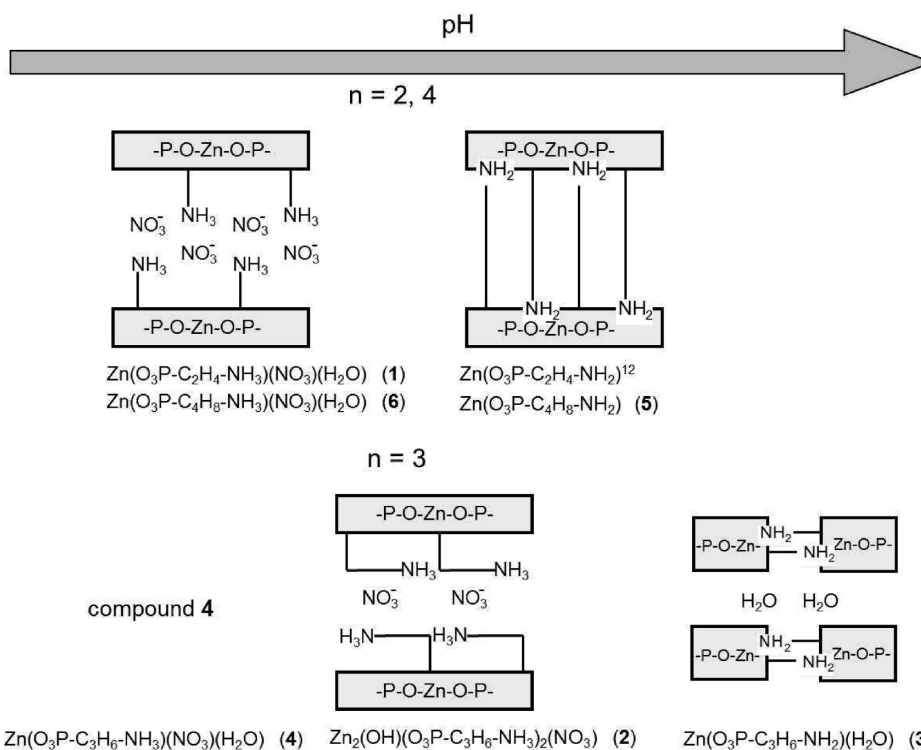 pH
n = 2, 4
-P-O-Zn-O-P- -P-O-Zn-O-P-
NH₂ NH₂
NH₃ NH₃
NO₃⁻ NO₃⁻
NO₃⁻ NO₃⁻
NH₃ NH₃
NH₂ NH₂
-P-O-Zn-O-P- -P-O-Zn-O-P-
Zn(O₃P-C₂H₄-NH₃)(NO₃)(H₂O) (1) Zn(O₃P-C₂H₄-NH₂)¹²
Zn(O₃P-C₄H₈-NH₃)(NO₃)(H₂O) (6) Zn(O₃P-C₄H₈-NH₂) (5)
n = 3
-P-O-Zn-O-P-
NH₂
-P-O-Zn- Zn-O-P-
NH₂
NH₃ NH₃
compound 4
NO₃⁻ NO₃⁻
H₂O H₂O
H₃N H₃N
NH₂
-P-O-Zn- Zn-O-P-
NH₂
-P-O-Zn-O-P-
Zn(O₃P-C₃H₆-NH₃)(NO₃)(H₂O) (4) Zn₂(OH)(O₃P-C₃H₆-NH₃)₂(NO₃) (2) Zn(O₃P-C₃H₆-NH₂)(H₂O)